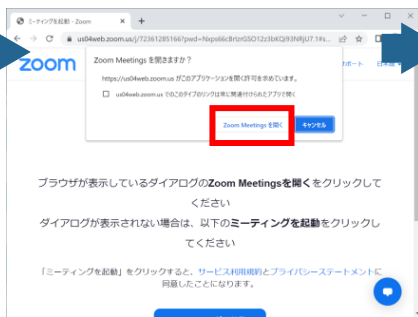 ミーティングを起動 - Zoom
zoom
サポート 日本語
Zoom Meetings を開きますか？
https://us04web.zoom.us がこのアプリケーションを開く許可を求めています。
us04web.zoom.us でこのタイプのリンクは常に関連付けられたアプリで開く
Zoom Meetings を開く キャンセル
ブラウザが表示しているダイアログのZoom Meetingsを開くをクリックして
ください
ダイアログが表示されない場合は、以下のミーティングを起動をクリックし
てください
「ミーティングを起動」をクリックすると、サービス利用規約とプライバシーステートメントに
同意したことになります。